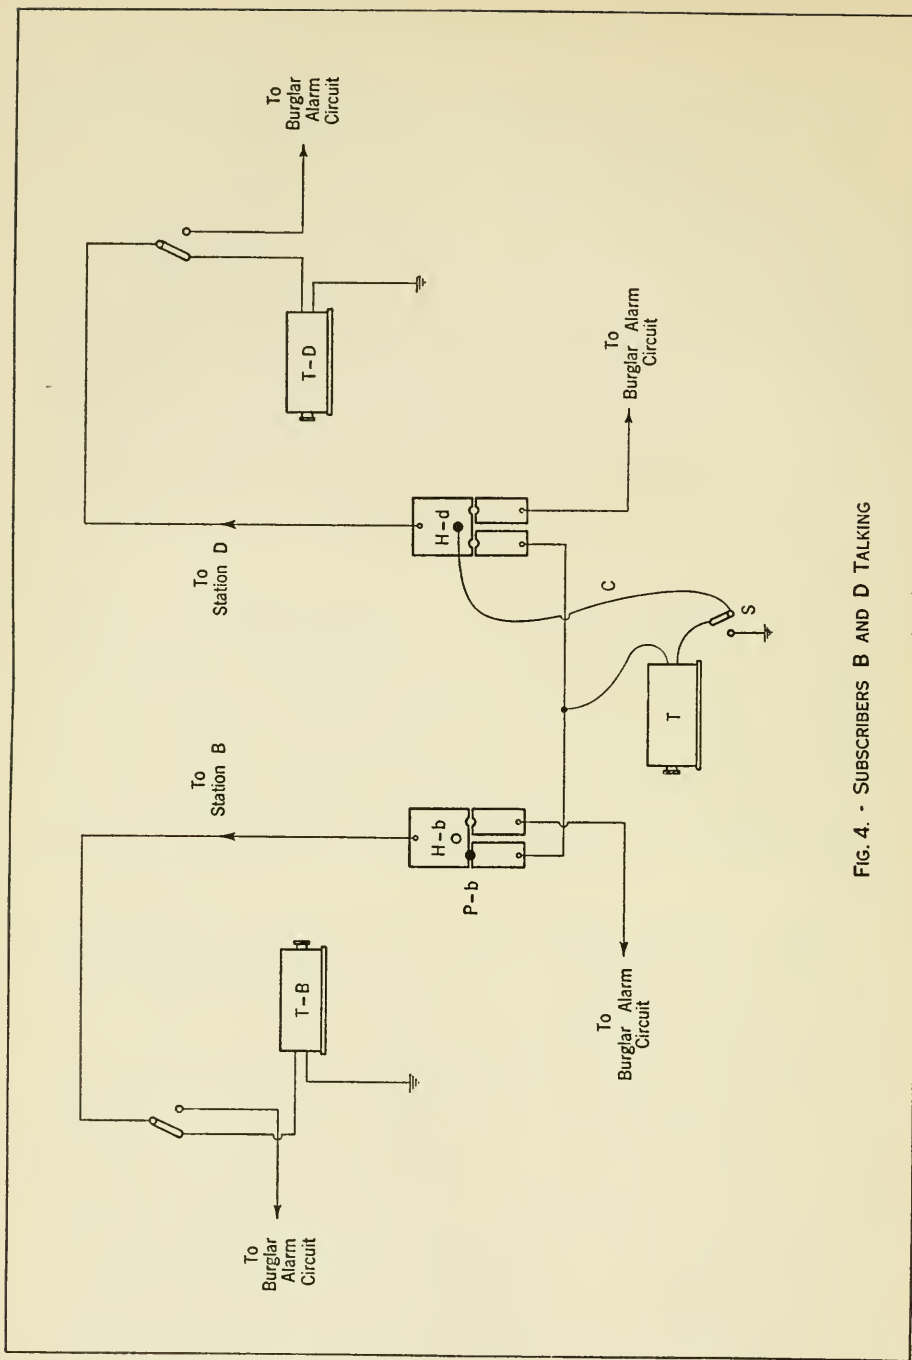 To
Burglar
Alarm
Circuit
To
Burglar
Alarm
Circuit
T-B
T-D
To
Station B
To
Station D
P-b
H-b
H-d
To
Burglar Alarm
Circuit
To
Burglar Alarm
Circuit
T
C
S
FIG. 4. - SUBSCRIBERS B AND D TALKING